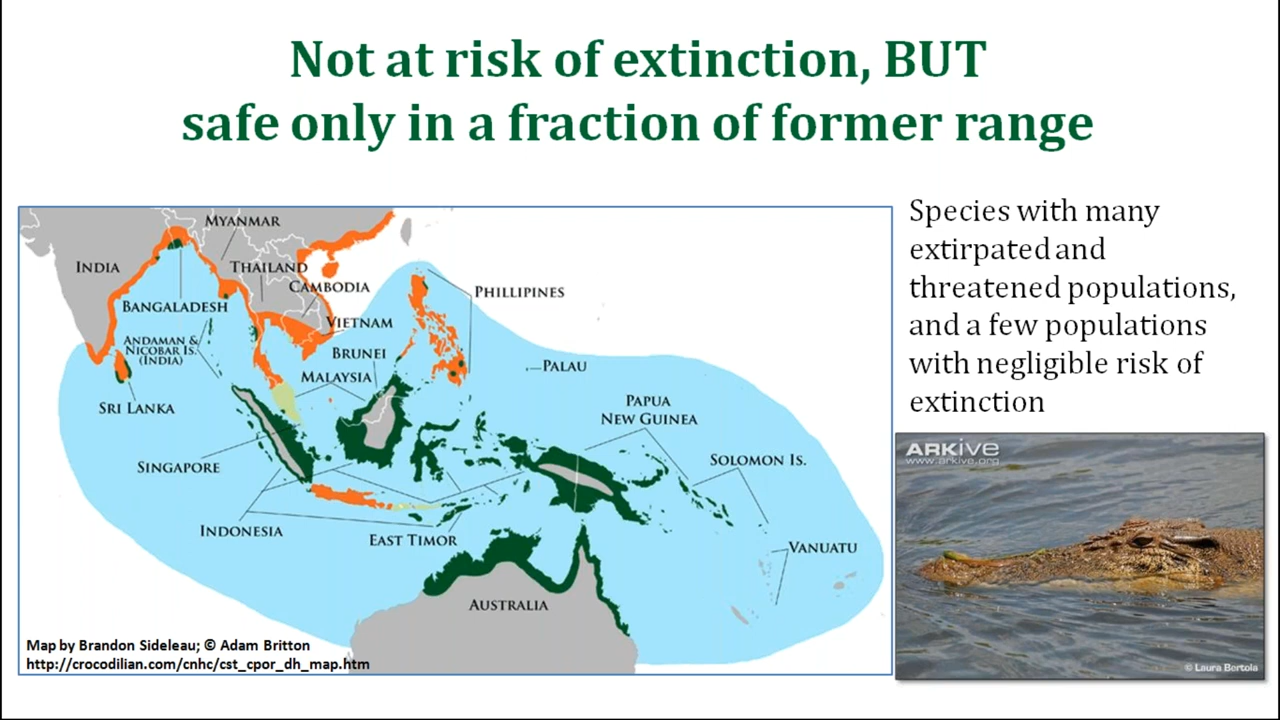 Not at risk of extinction, BUT
safe only in a fraction of former range
Species with many
extirpated and
threatened populations,
and a few populations
with negligible risk of
extinction
MYANMAR
INDIA
THAILAND
CAMBODIA
PHILLIPINES
BANGLADESH
VIETNAM
ANDAMAN &
NICOBAR IS.
(INDIA)
BRUNEI
PALAU
MALAYSIA
SRI LANKA
PAPUA
NEW GUINEA
SINGAPORE
SOLOMON IS.
INDONESIA
EAST TIMOR
VANUATU
AUSTRALIA
Map by Brandon Sideleau; © Adam Britton
http://crocodilian.com/cnhc/cst_cpor_dh_map.htm
ARKive
www.arkive.org
© Laura Bertola